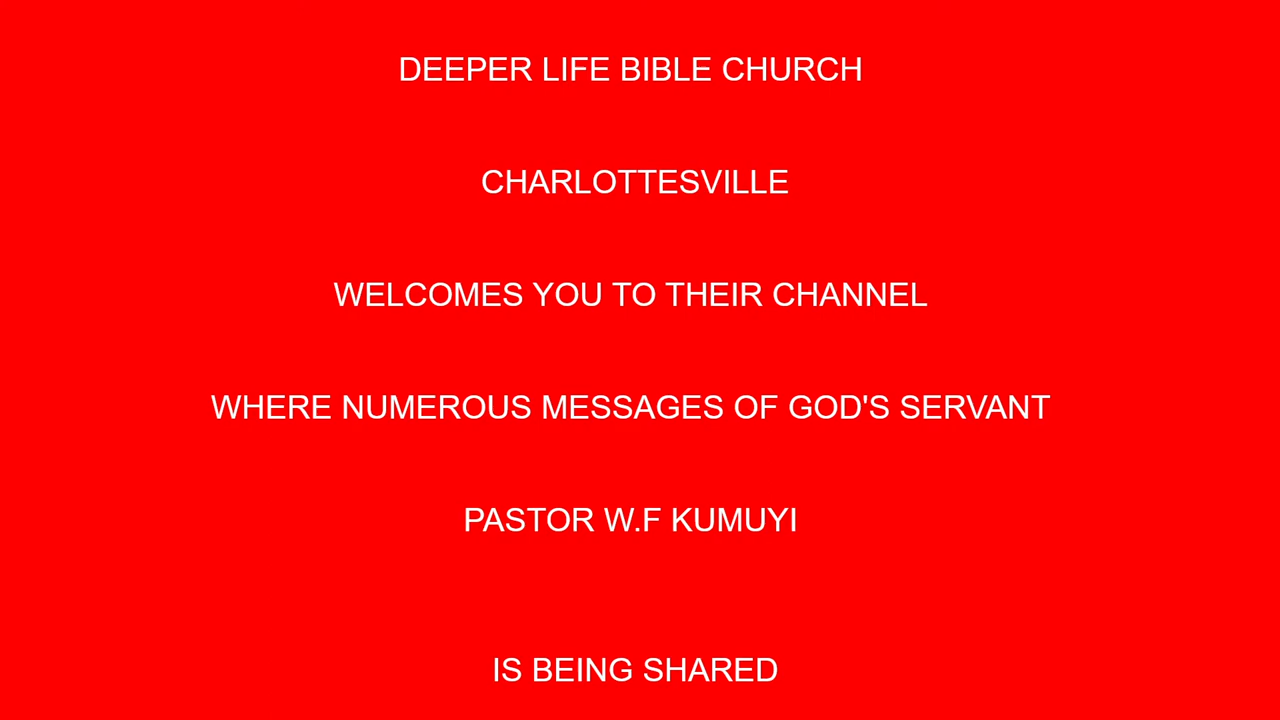 DEEPER LIFE BIBLE CHURCH
CHARLOTTESVILLE
WELCOMES YOU TO THEIR CHANNEL
WHERE NUMEROUS MESSAGES OF GOD'S SERVANT
PASTOR W.F KUMUYI
IS BEING SHARED